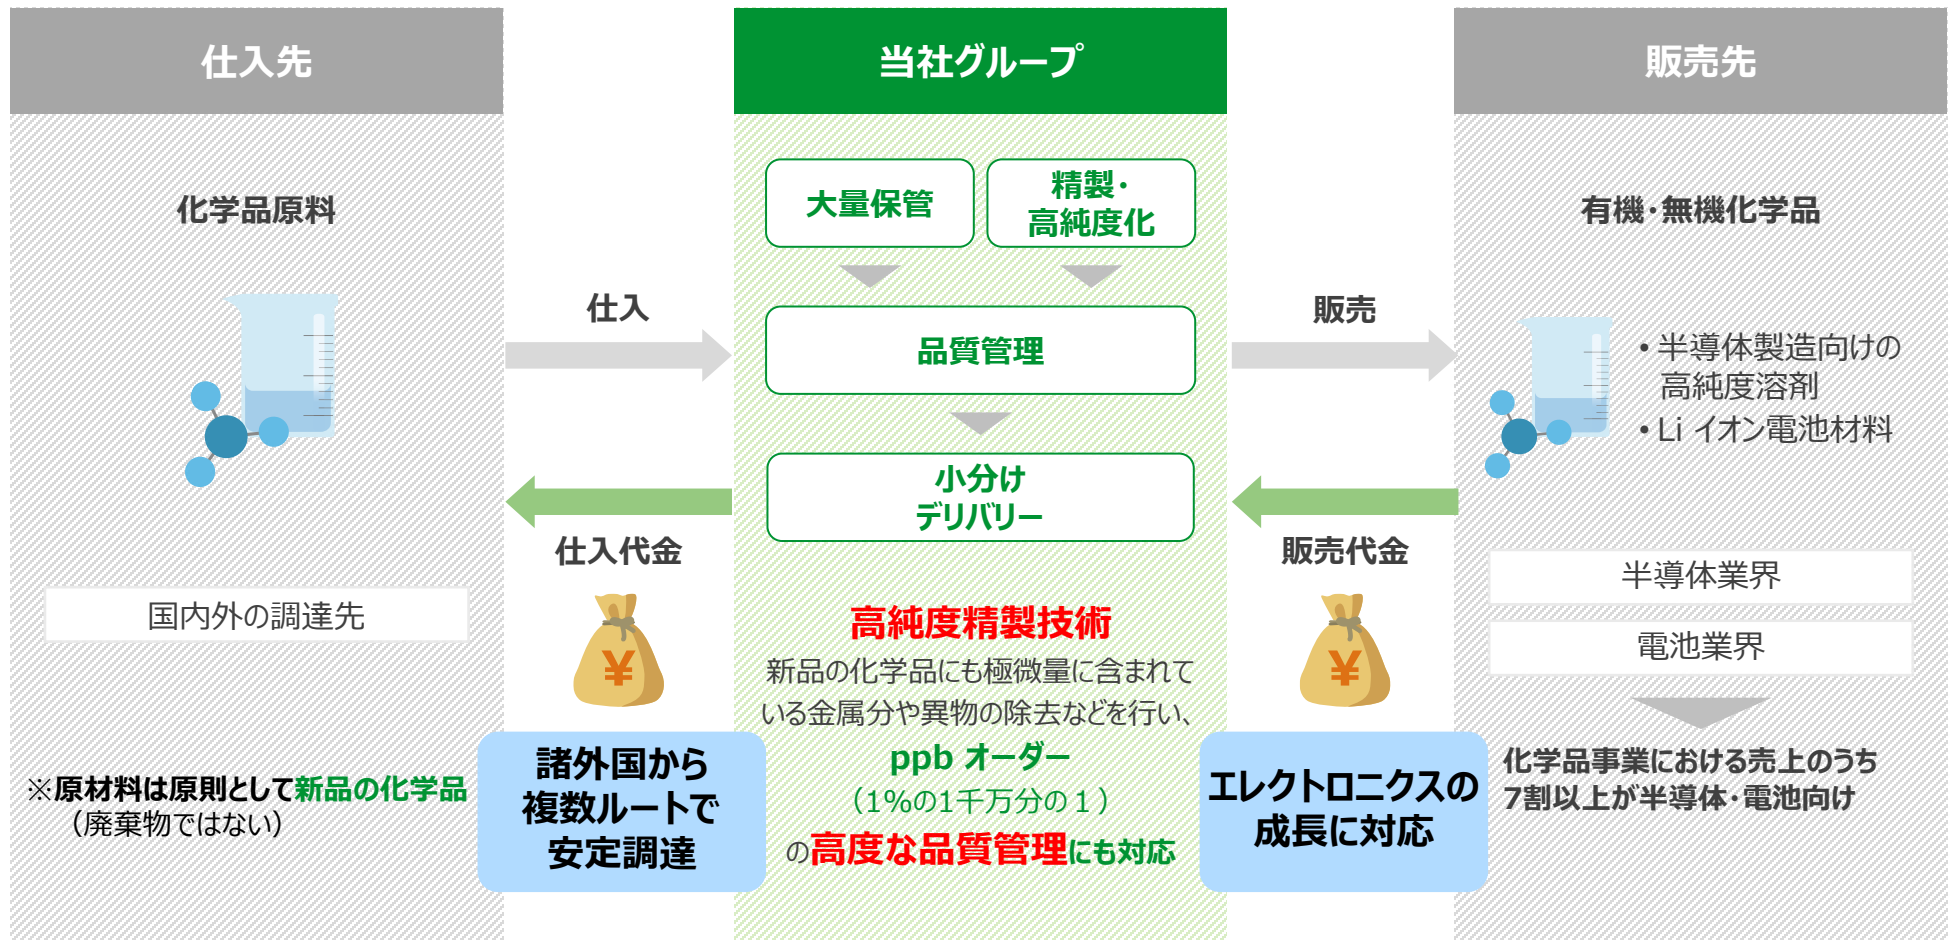 仕入先
化学品原料
国内外の調達先
※原材料は原則として新品の化学品
（廃棄物ではない）
仕入
仕入代金
¥
諸外国から
複数ルートで
安定調達
当社グループ
大量保管
精製・
高純度化
品質管理
小分け
デリバリー
高純度精製技術
新品の化学品にも極微量に含まれて
いる金属分や異物の除去などを行い、
ppb オーダー
（1%の1千万分の１）
の高度な品質管理にも対応
販売
販売代金
¥
エレクトロニクスの
成長に対応
販売先
有機・無機化学品
・半導体製造向けの
高純度溶剤
・Li イオン電池材料
半導体業界
電池業界
化学品事業における売上のうち
7割以上が半導体・電池向け